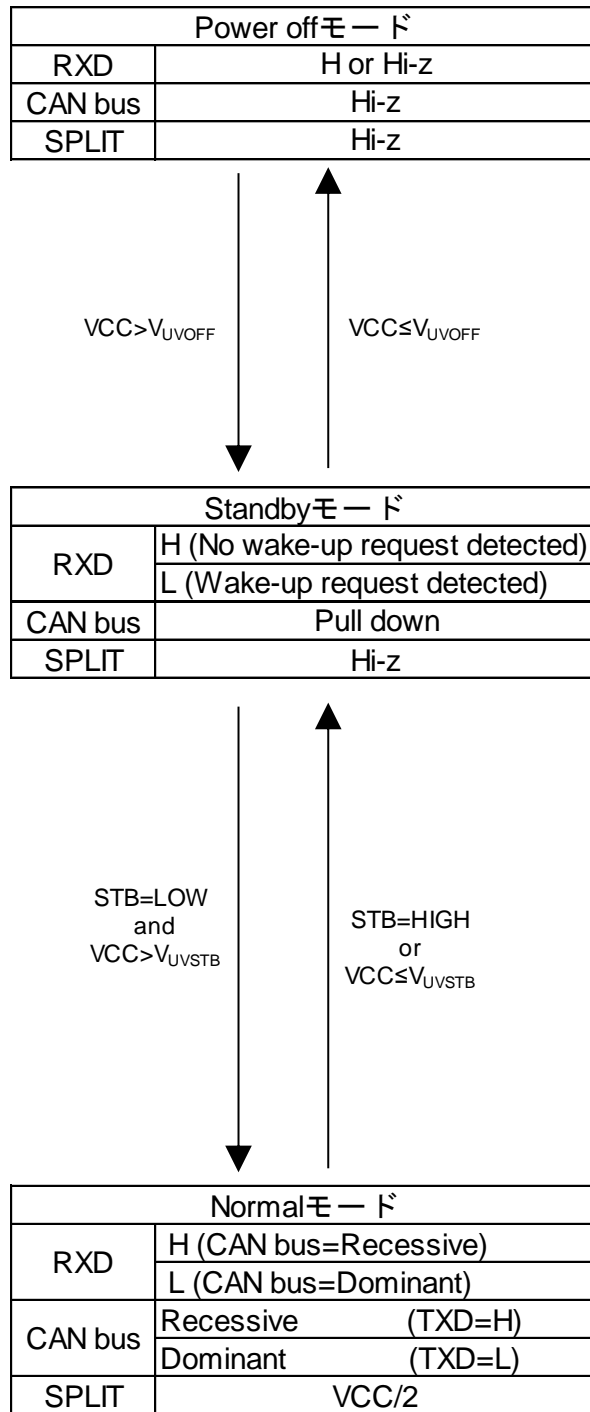 Power offモード
RXD H or Hi-z
CAN bus Hi-z
SPLIT Hi-z
VCC>VUVOFF VCC≤VUVOFF
Standbyモード
RXD H (No wake-up request detected)
L (Wake-up request detected)
CAN bus Pull down
SPLIT Hi-z
STB=LOW
and
VCC>VUVSTB
STB=HIGH
or
VCC≤VUVSTB
Normalモード
RXD H (CAN bus=Recessive)
L (CAN bus=Dominant)
CAN bus Recessive (TXD=H)
Dominant (TXD=L)
SPLIT VCC/2